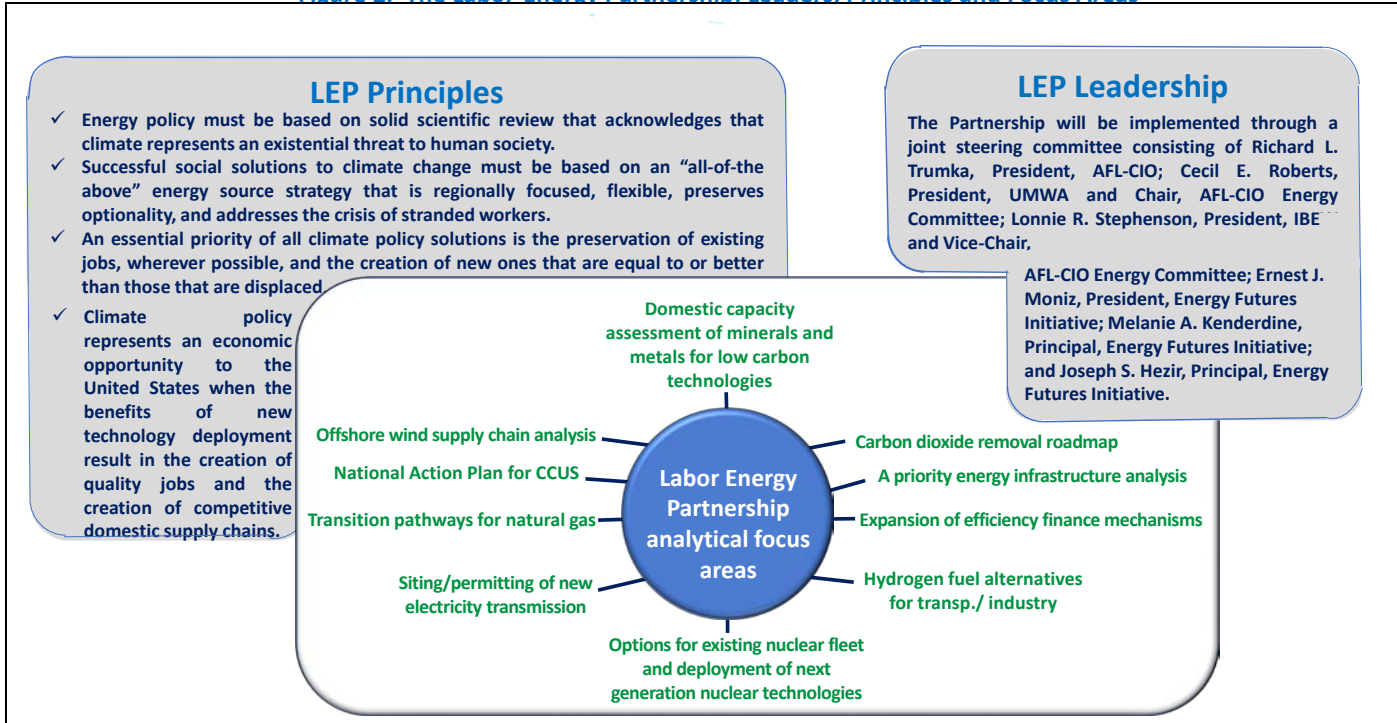 Figure The Labor Energy Partnership: Leaders, Principles and Focus Areas
LEP Principles
✓ Energy policy must be based on solid scientific review that acknowledges that
climate represents an existential threat to human society.
✓ Successful social solutions to climate change must be based on an “all-of-the
above” energy source strategy that is regionally focused, flexible, preserves
optionality, and addresses the crisis of stranded workers.
✓ An essential priority of all climate policy solutions is the preservation of existing
jobs, wherever possible, and the creation of new ones that are equal to or better
than those that are displaced.
✓ Climate policy
represents an economic
opportunity to the
United States when the
benefits of new
technology deployment
result in the creation of
quality jobs and the
creation of competitive
domestic supply chains.
LEP Leadership
The Partnership will be implemented through a
joint steering committee consisting of Richard L.
Trumka, President, AFL-CIO; Cecil E. Roberts,
President, UMWA and Chair, AFL-CIO Energy
Committee; Lonnie R. Stephenson, President, IBE
and Vice-Chair,
AFL-CIO Energy Committee; Ernest J.
Moniz, President, Energy Futures
Initiative; Melanie A. Kenderdine,
Principal, Energy Futures Initiative;
and Joseph S. Hezir, Principal, Energy
Futures Initiative.
Domestic capacity
assessment of minerals and
metals for low carbon
technologies
Offshore wind supply chain analysis
National Action Plan for CCUS
Transition pathways for natural gas
Siting/permitting of new
electricity transmission
Labor Energy
Partnership
analytical focus
areas
Carbon dioxide removal roadmap
A priority energy infrastructure analysis
Expansion of efficiency finance mechanisms
Hydrogen fuel alternatives
for transp./ industry
Options for existing nuclear fleet
and deployment of next
generation nuclear technologies